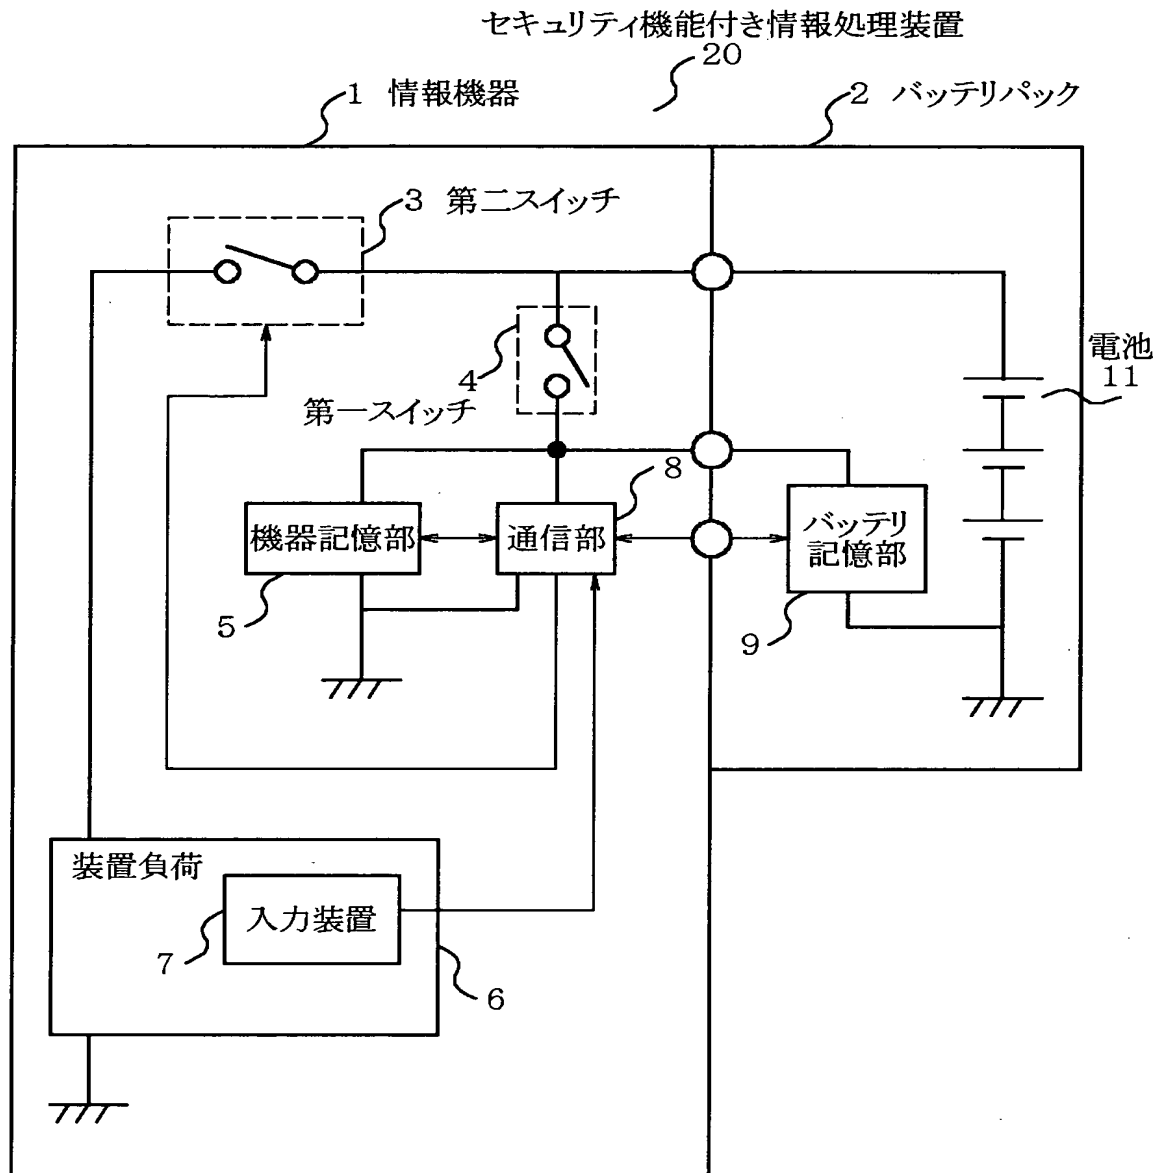 セキュリティ機能付き情報処理装置
20
1 情報機器
2 バッテリパック
3 第二スイッチ
4
第一スイッチ
電池
11
8
機器記憶部
通信部
バッテリ
記憶部
5
9
装置負荷
入力装置
7
6